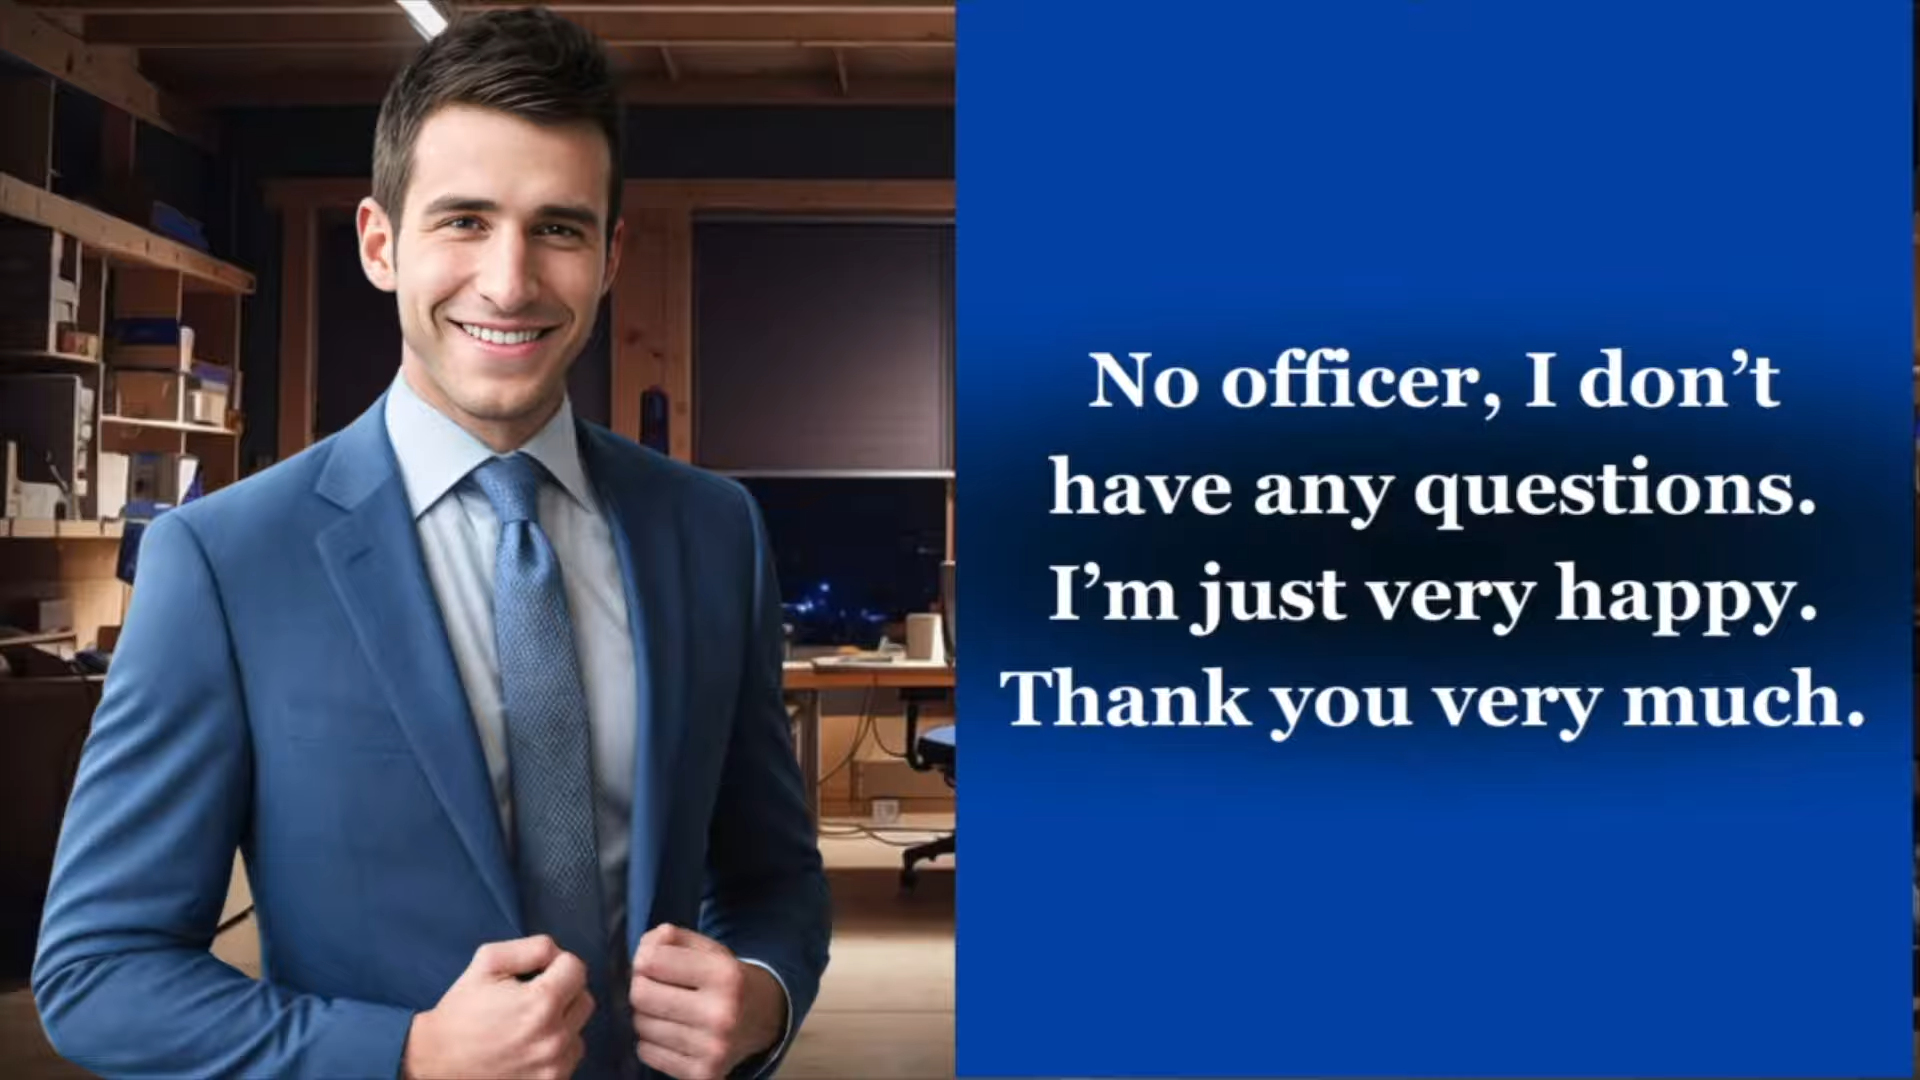 No officer, I don’t
have any questions.
I’m just very happy.
Thank you very much.